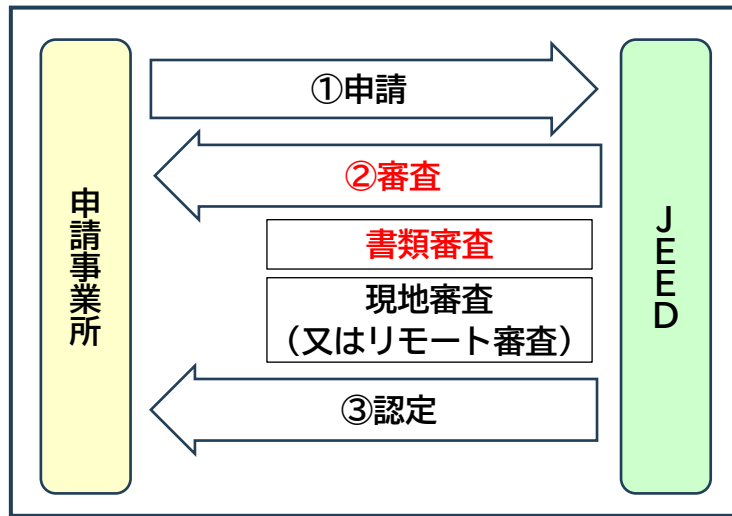 申請事業所
①申請
②審査
書類審査
現地審査
（又はリモート審査）
③認定
JEED